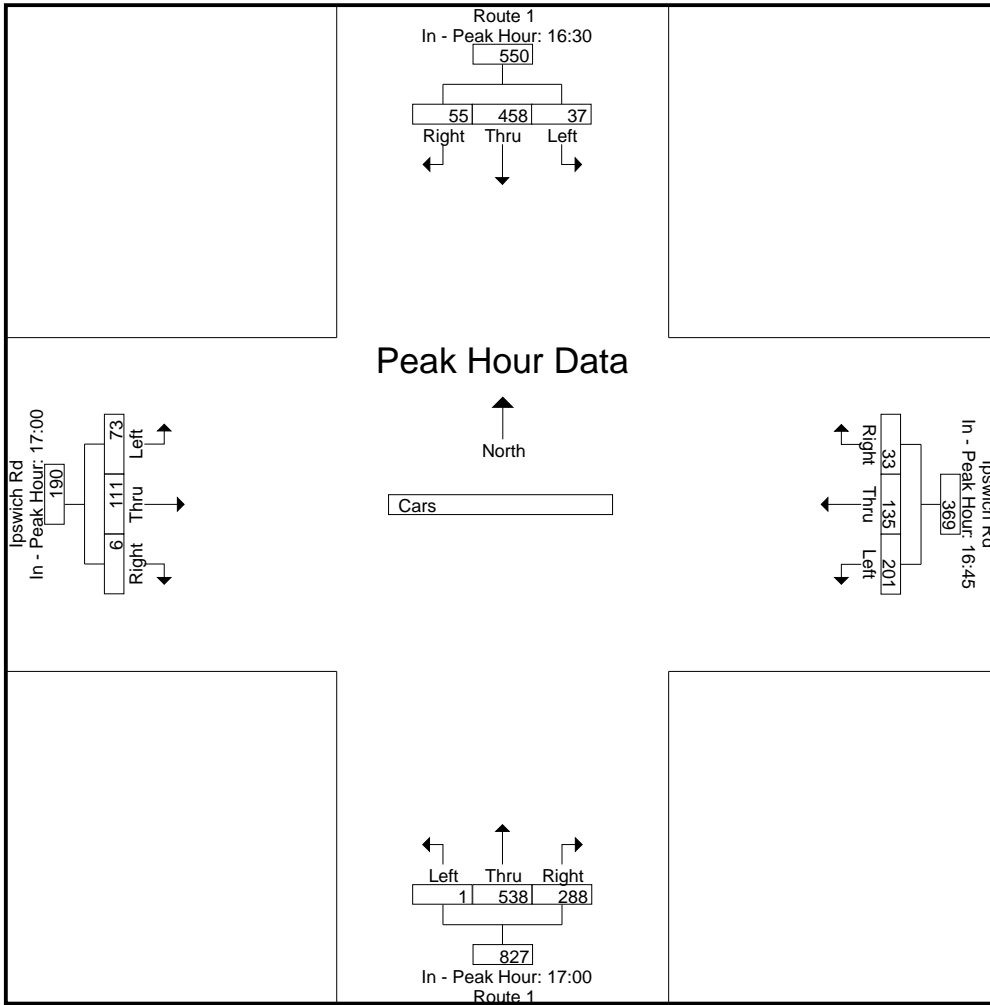 Route 1
In - Peak Hour: 16:30
550
55 458 37
Right Thru Left
Peak Hour Data
North
Cars
Ipswich Rd
In - Peak Hour: 17:00
190
73 111 6
Left Thru Right
Ipswich Rd
In - Peak Hour: 16:45
369
33 135 201
Right Thru Left
Left Thru Right
1 538 288
827
In - Peak Hour: 17:00
Route 1